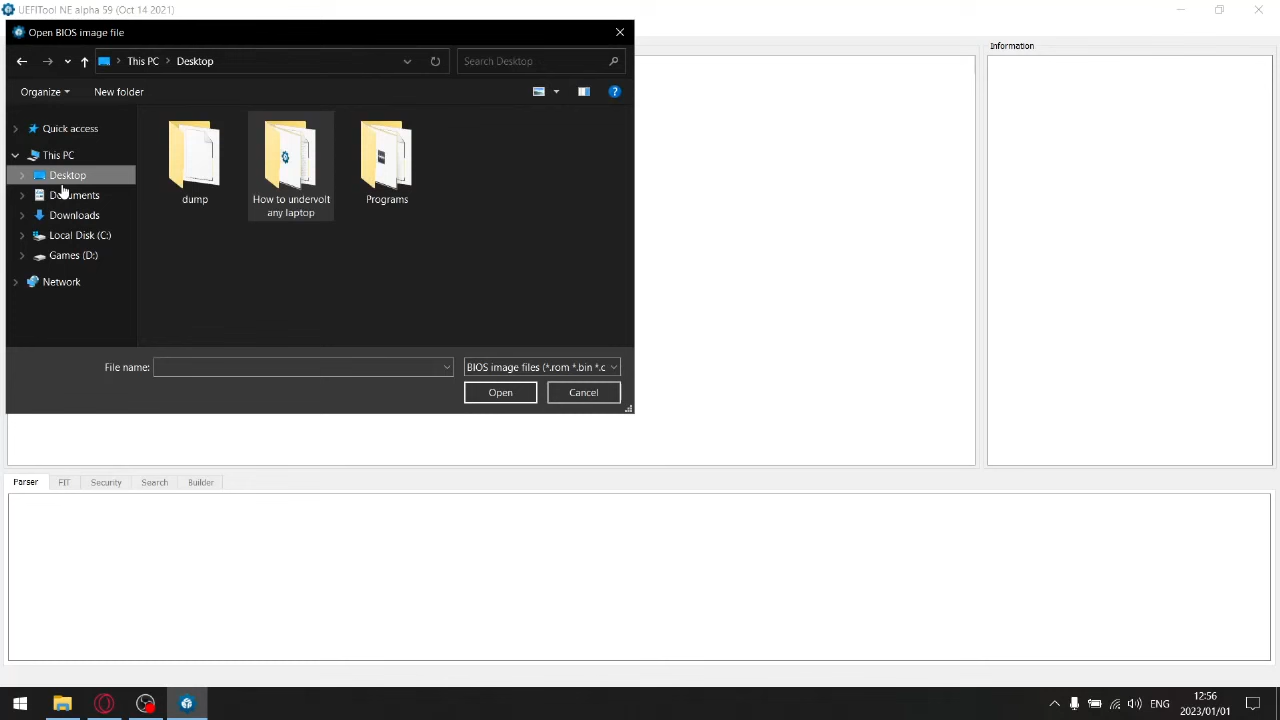 UEFITool NE alpha 59 (Oct 14 2021)
Open BIOS image file
This PC
Desktop
Search Desktop
Information
Organize
New folder
Quick access
This PC
Desktop
Documents
Downloads
Local Disk (C:)
Games (D:)
Network
dump
How to undervolt
any laptop
Programs
File name:
BIOS image files (*.rom *.bin *.c
Open
Cancel
Parser
FIT
Security
Search
Builder
ENG
12:56
2023/01/01